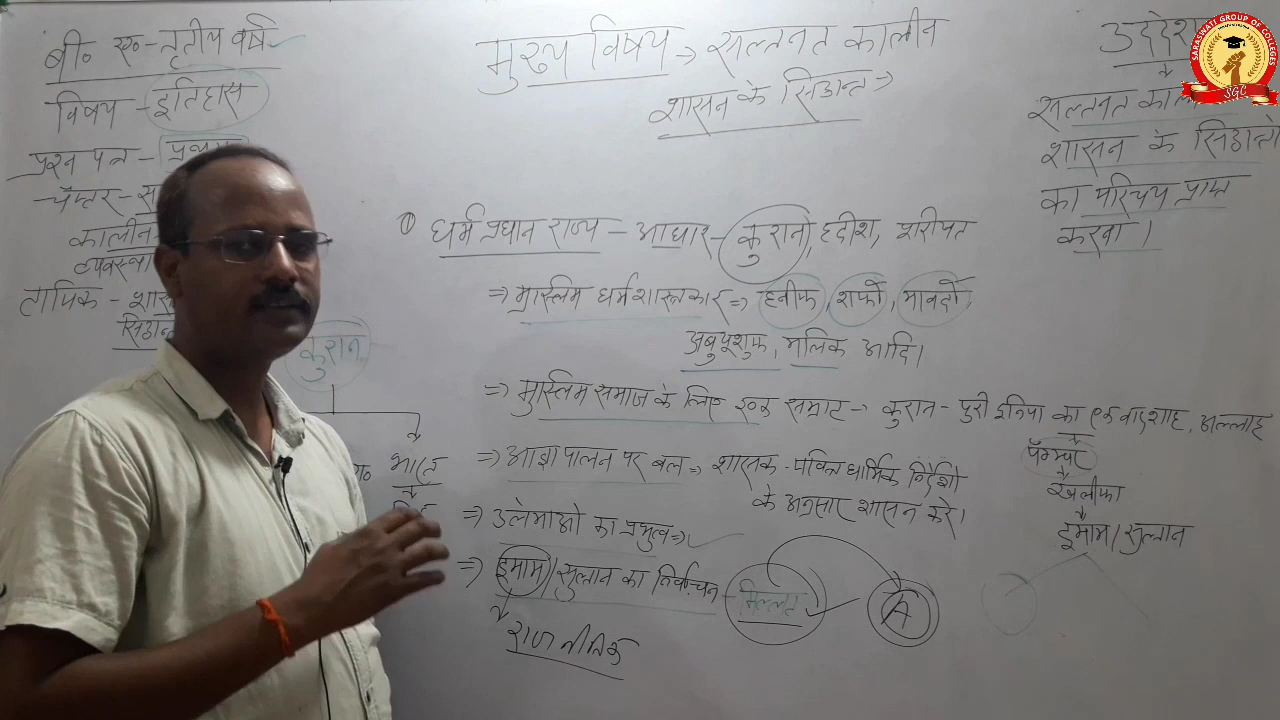 बी० ए०-तृतीय वर्ष
विषय - इतिहास
प्रश्न पत्र - प्रथम
चैप्टर -
कालीन
व्यवस्था
टापिक -
कुरान
मुख्य विषय ⇒ सल्तनत कालीन
शासन के सिद्धान्त ⇒
SARASWATI GROUP OF COLLEGES
SGC
सल्तनत
शासन के सिद्धान्तो
का परिचय प्राप्त
करना।
① धर्म प्रधान राज्य - आधार - कुरानो, हदीश, शरीयत
⇒ मुस्लिम धर्मशास्त्रकार ⇒ हनीफ, शफी, मावर्दी,
अबुयूशुफ, मलिक आदि।
⇒ मुस्लिम समाज के लिए एक सम्राट → कुरान - पुरी दुनिया का एक बादशाह, अल्लाह
पैगम्बर
खलीफा
इमाम/सुल्तान
⇒ आज्ञा पालन पर बल ⇒ शासक पवित्र धार्मिक निर्देशो
के अनुसार शासन करे।
⇒ उलेमाओ का प्रभुत्व ⇒
⇒ इमाम/सुल्तान का निर्वाचन - मिल्लत
A
राजनीतिक